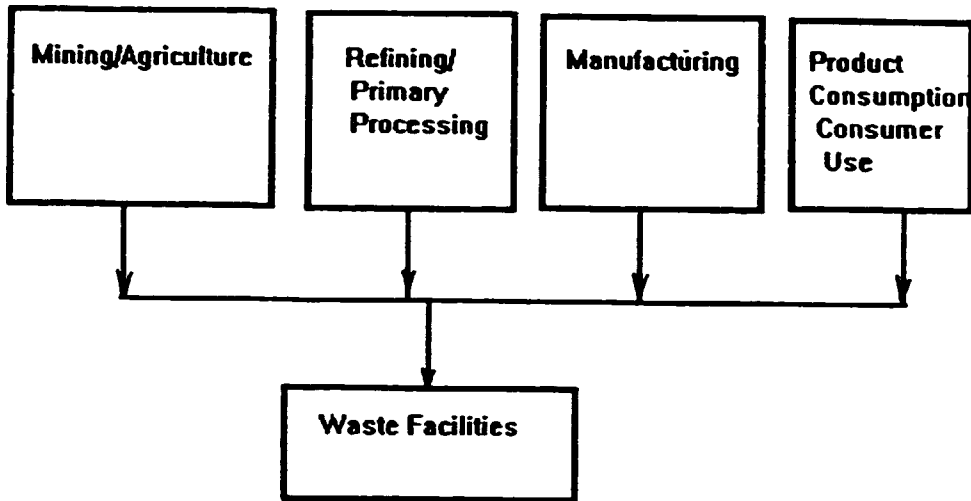 Mining/Agriculture
Refining/
Primary
Processing
Manufacturing
Product
Consumption
Consumer
Use
Waste Facilities